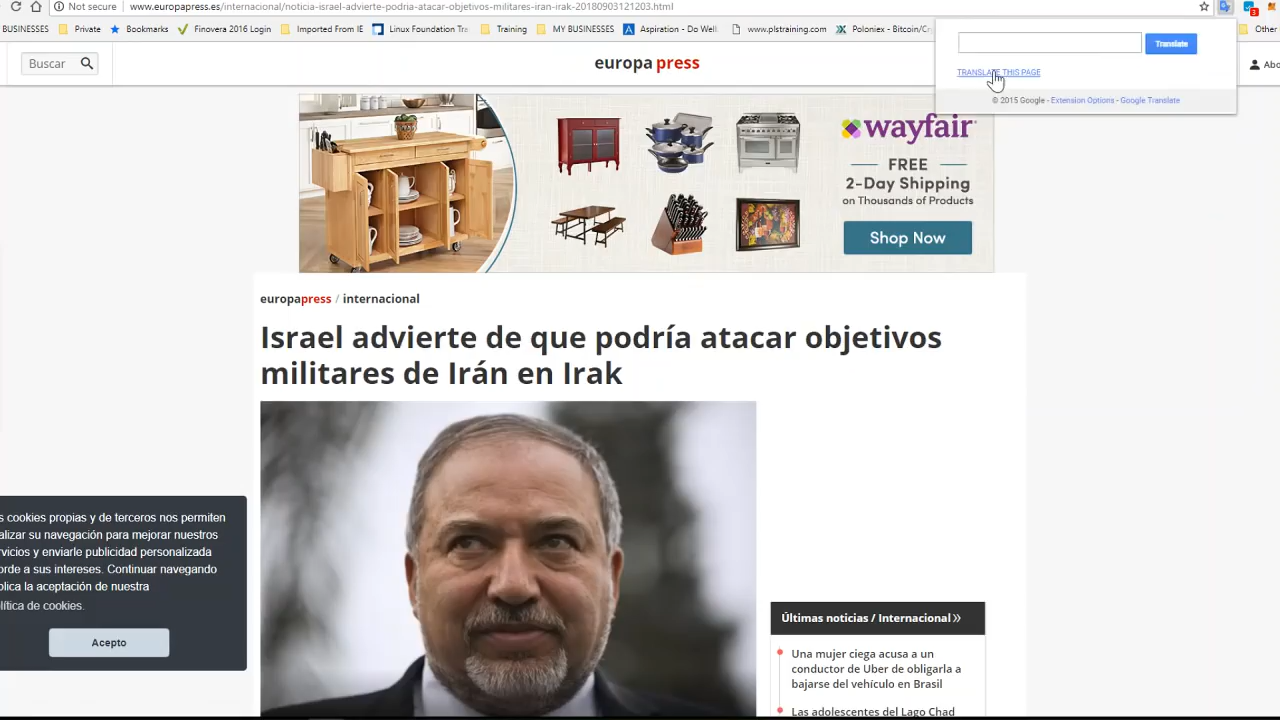 Not secure
www.europapress.es/internacional/noticia-israel-advierte-podria-atacar-objetivos-militares-iran-irak-20180903121203.html
3
BUSINESSES
Private
Bookmarks
Finovera 2016 Login
Imported From IE
Linux Foundation Tra
Training
MY BUSINESSES
Aspiration - Do Well
www.plstraining.com
Poloniex - Bitcoin/Cr
Other
Translate
TRANSLATE THIS PAGE
© 2015 Google - Extension Options - Google Translate
Buscar
europa press
Abo
wayfair
FREE
2-Day Shipping
on Thousands of Products
Shop Now
europapress / internacional
Israel advierte de que podría atacar objetivos
militares de Irán en Irak
s cookies propias y de terceros nos permiten
alizar su navegación para mejorar nuestros
rvicios y enviarle publicidad personalizada
orde a sus intereses. Continuar navegando
plica la aceptación de nuestra
lítica de cookies.
Acepto
Últimas noticias / Internacional »
Una mujer ciega acusa a un
conductor de Uber de obligarla a
bajarse del vehículo en Brasil
Las adolescentes del Lago Chad